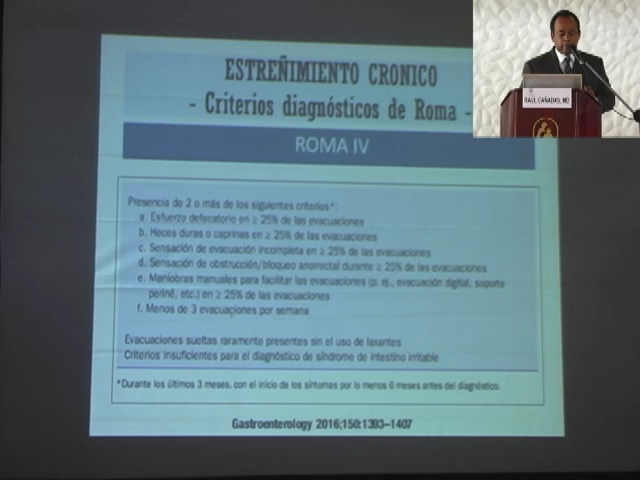 ESTREÑIMIENTO CRONICO
- Criterios diagnósticos de Roma -
ROMA IV
RAUL CAÑADAS, MD
Presencia de 2 o más de los siguientes criterios*:
a. Esfuerzo defecatorio en ≥ 25% de las evacuaciones
b. Heces duras o caprinas en ≥ 25% de las evacuaciones
c. Sensación de evacuación incompleta en ≥ 25% de las evacuaciones
d. Sensación de obstrucción/bloqueo anorrectal durante ≥ 25% de las evacuaciones
e. Maniobras manuales para facilitar las evacuaciones (p. ej., evacuación digital, soporte
periné, etc.) en ≥ 25% de las evacuaciones
f. Menos de 3 evacuaciones por semana
Evacuaciones sueltas raramente presentes sin el uso de laxantes
Criterios insuficientes para el diagnóstico de síndrome de intestino irritable
*Durante los últimos 3 meses, con el inicio de los síntomas por lo menos 6 meses antes del diagnóstico.
Gastroenterology 2016;150:1393–1407